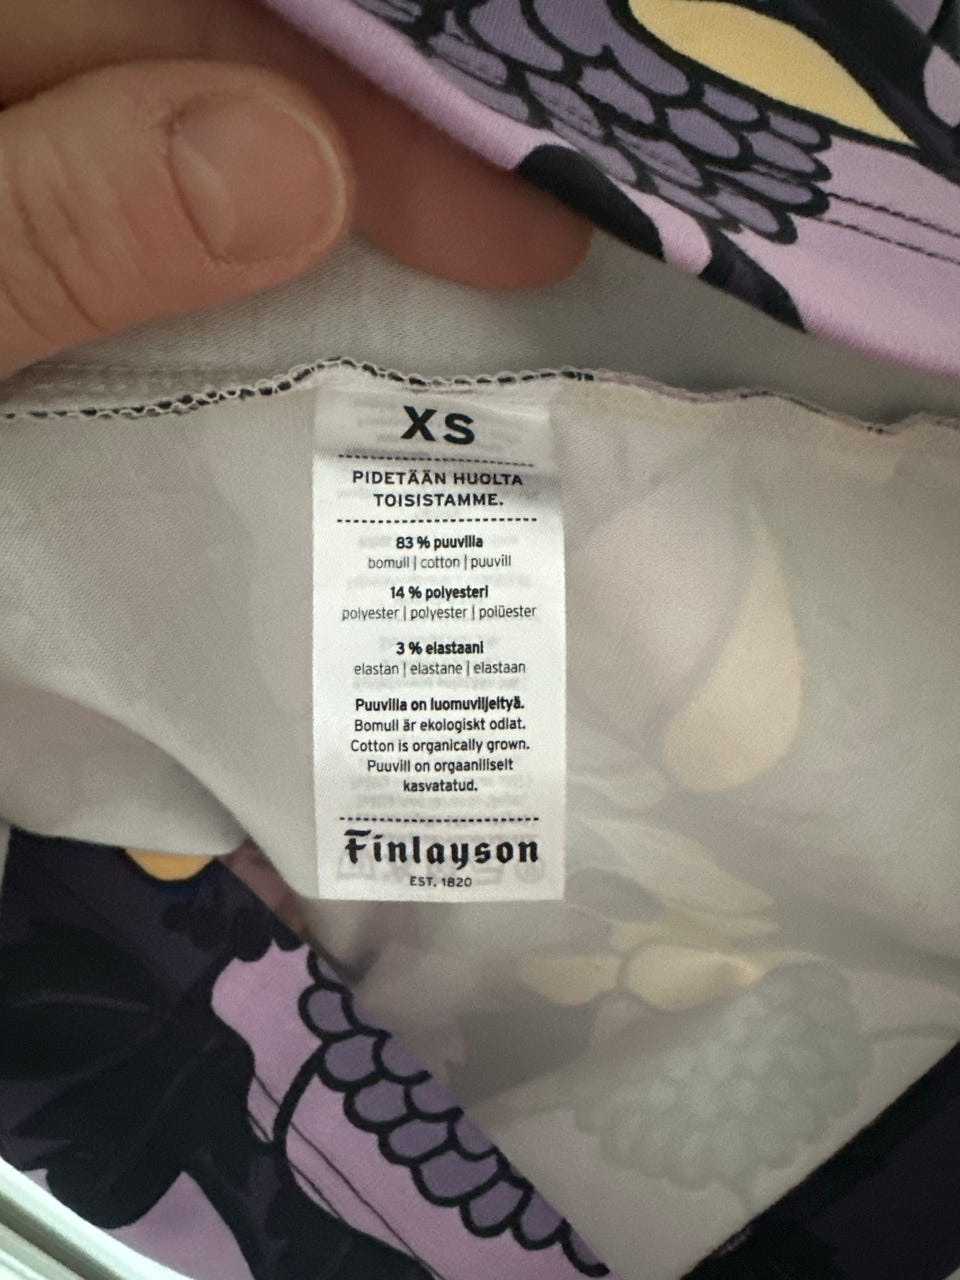 XS
PIDETÄÄN HUOLTA
TOISISTAMME.
83 % puuvilla
bomull | cotton | puuvill
14 % polyesteri
polyester | polyester | polüester
3 % elastaani
elastan | elastane | elastaan
Puuvilla on luomuviljeltyä.
Bomull är ekologiskt odlat.
Cotton is organically grown.
Puuvill on orgaaniliselt
kasvatatud.
Finlayson
EST. 1820